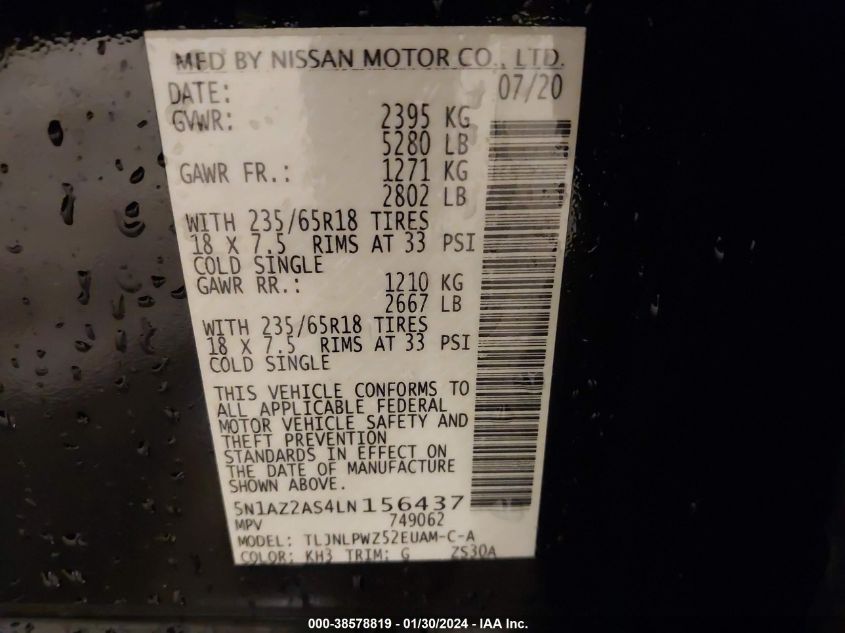 MFD BY NISSAN MOTOR CO., LTD.
DATE: 07/20
GVWR: 2395 KG
5280 LB
GAWR FR.: 1271 KG
2802 LB
WITH 235/65R18 TIRES
18 X 7.5 RIMS AT 33 PSI
COLD SINGLE
GAWR RR.: 1210 KG
2667 LB
WITH 235/65R18 TIRES
18 X 7.5 RIMS AT 33 PSI
COLD SINGLE
THIS VEHICLE CONFORMS TO
ALL APPLICABLE FEDERAL
MOTOR VEHICLE SAFETY AND
THEFT PREVENTION
STANDARDS IN EFFECT ON
THE DATE OF MANUFACTURE
SHOWN ABOVE.
5N1AZ2AS4LN156437
MPV 749062
MODEL: TLJNLPWZ52EUAM-C-A
COLOR: KH3 TRIM: G ZS30A
000-38578819 - 01/30/2024 - IAA Inc.